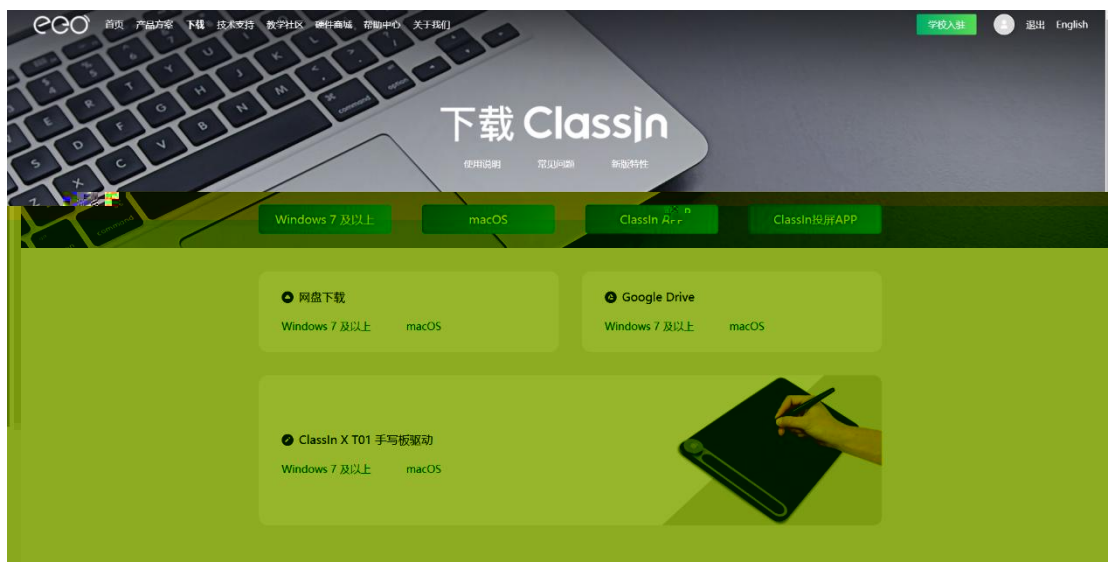 eeo 首页 产品方案 下载 技术支持 教学社区 硬件商城 帮助中心 关于我们 学校入驻 退出 English
下载 ClassIn
使用说明 常见问题 新版特性
Windows 7 及以上 macOS ClassIn APP ClassIn投屏APP
网盘下载 Google Drive
Windows 7 及以上 macOS Windows 7 及以上 macOS
ClassIn X T01 手写板驱动
Windows 7 及以上 macOS